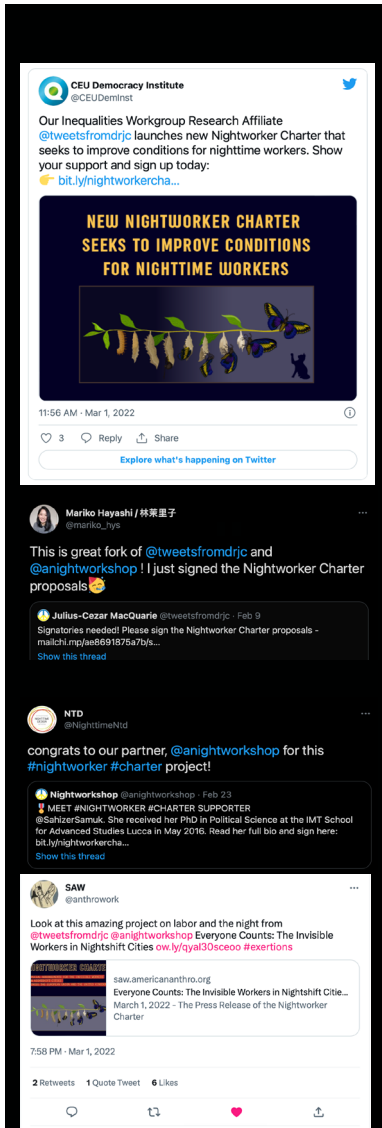 CEU Democracy Institute
@CEUDemInst
Our Inequalities Workgroup Research Affiliate
@tweetsfromdrjc launches new Nightworker Charter that
seeks to improve conditions for nighttime workers. Show
your support and sign up today:
👉 bit.ly/nightworkercha...
NEW NIGHTWORKER CHARTER
SEEKS TO IMPROVE CONDITIONS
FOR NIGHTTIME WORKERS
11:56 AM · Mar 1, 2022
3 Reply Share
Explore what's happening on Twitter
Mariko Hayashi / 林茉里子
@mariko_hys
This is great fork of @tweetsfromdrjc and
@anightworkshop ! I just signed the Nightworker Charter
proposals🥳
Julius-Cezar MacQuarie @tweetsfromdrjc · Feb 9
Signatories needed! Please sign the Nightworker Charter proposals -
mailchi.mp/ae8691875a7b/s...
Show this thread
NTD
@NighttimeNtd
congrats to our partner, @anightworkshop for this
#nightworker #charter project!
Nightworkshop @anightworkshop · Feb 23
🎖MEET #NIGHTWORKER #CHARTER SUPPORTER
@SahizerSamuk. She received her PhD in Political Science at the IMT School
for Advanced Studies Lucca in May 2016. Read her full bio and sign here:
bit.ly/nightworkercha...
Show this thread
SAW
@anthrowork
Look at this amazing project on labor and the night from
@tweetsfromdrjc @anightworkshop Everyone Counts: The Invisible
Workers in Nightshift Cities ow.ly/qyal30sceoo #exertions
NIGHTWORKER CHARTE
saw.americananthro.org
Everyone Counts: The Invisible Workers in Nightshift Citie...
March 1, 2022 - The Press Release of the Nightworker
Charter
7:58 PM · Mar 1, 2022
2 Retweets 1 Quote Tweet 6 Likes